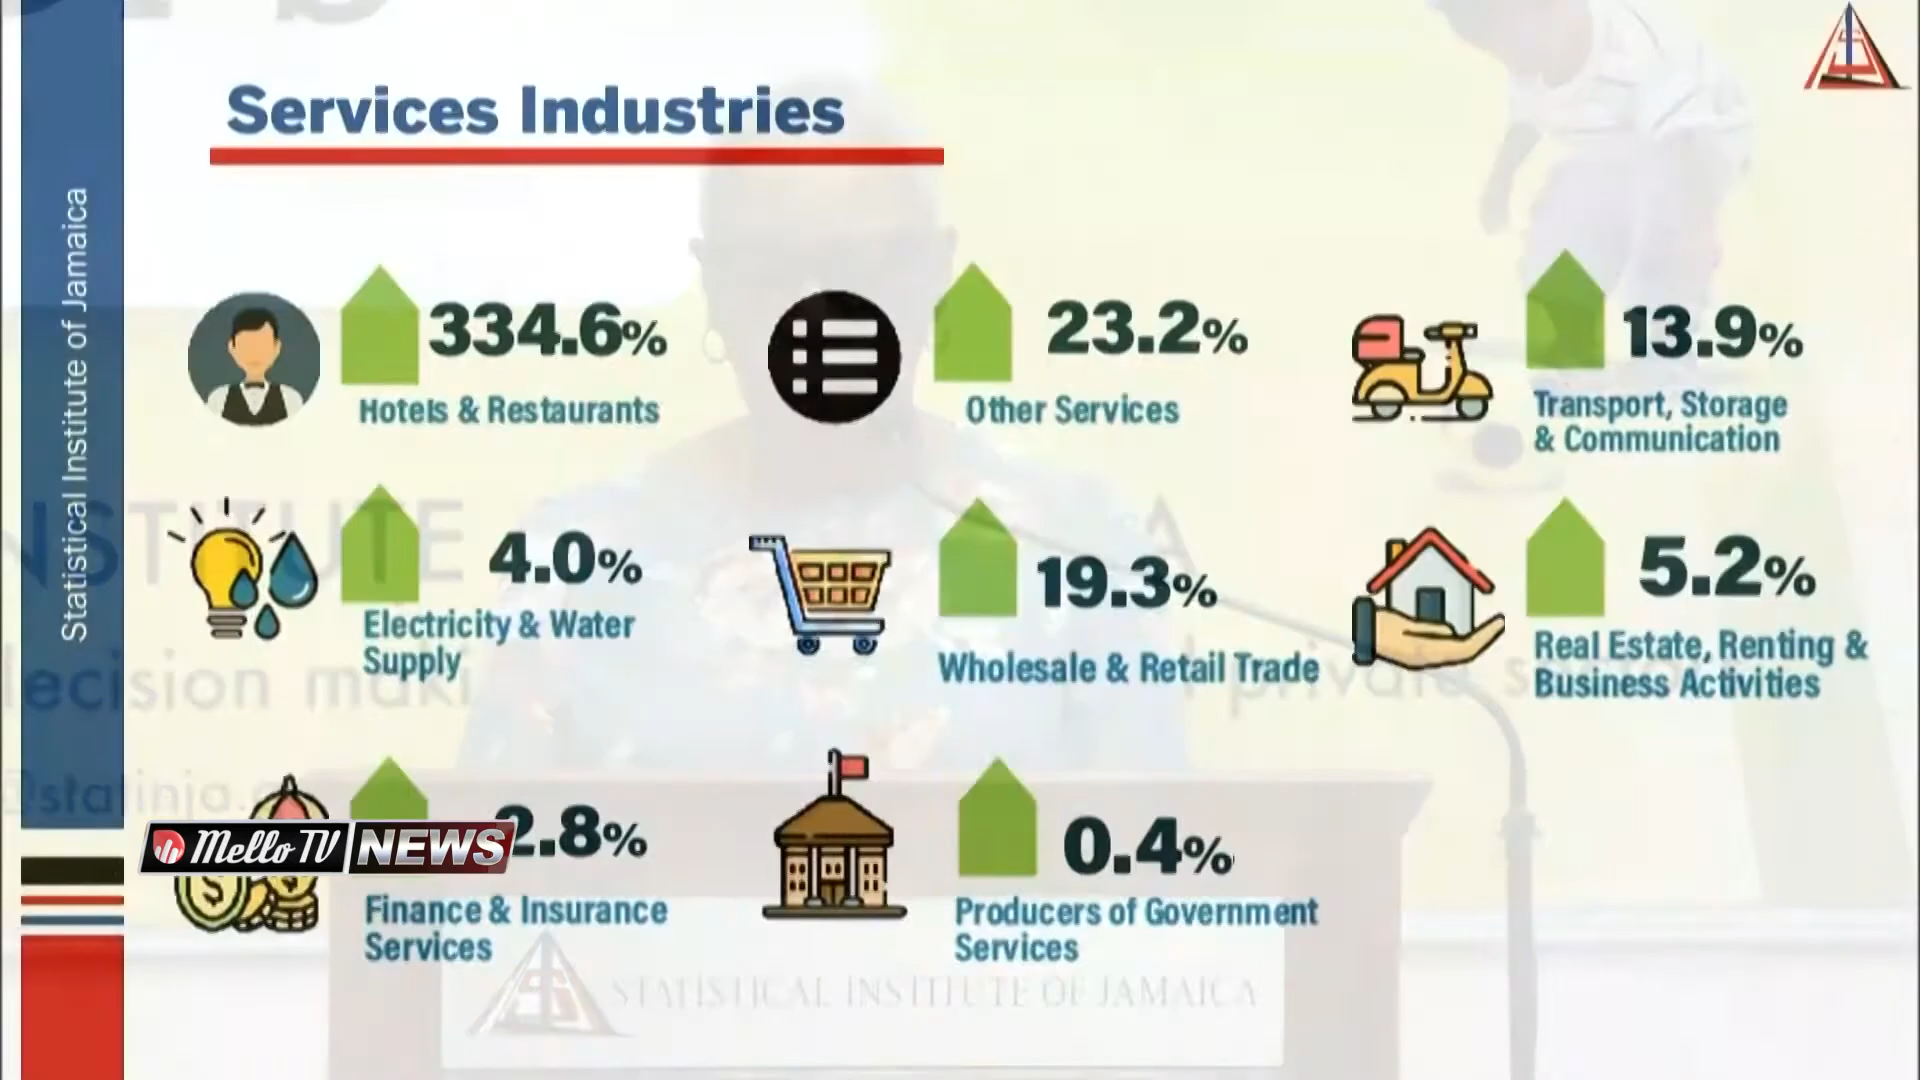 Services Industries
Statistical Institute of Jamaica
334.6%
Hotels & Restaurants
23.2%
Other Services
13.9%
Transport, Storage
& Communication
4.0%
Electricity & Water
Supply
19.3%
Wholesale & Retail Trade
5.2%
Real Estate, Renting &
Business Activities
2.8%
Finance & Insurance
Services
0.4%
Producers of Government
Services
Mello TV NEWS
STATISTICAL INSTITUTE OF JAMAICA